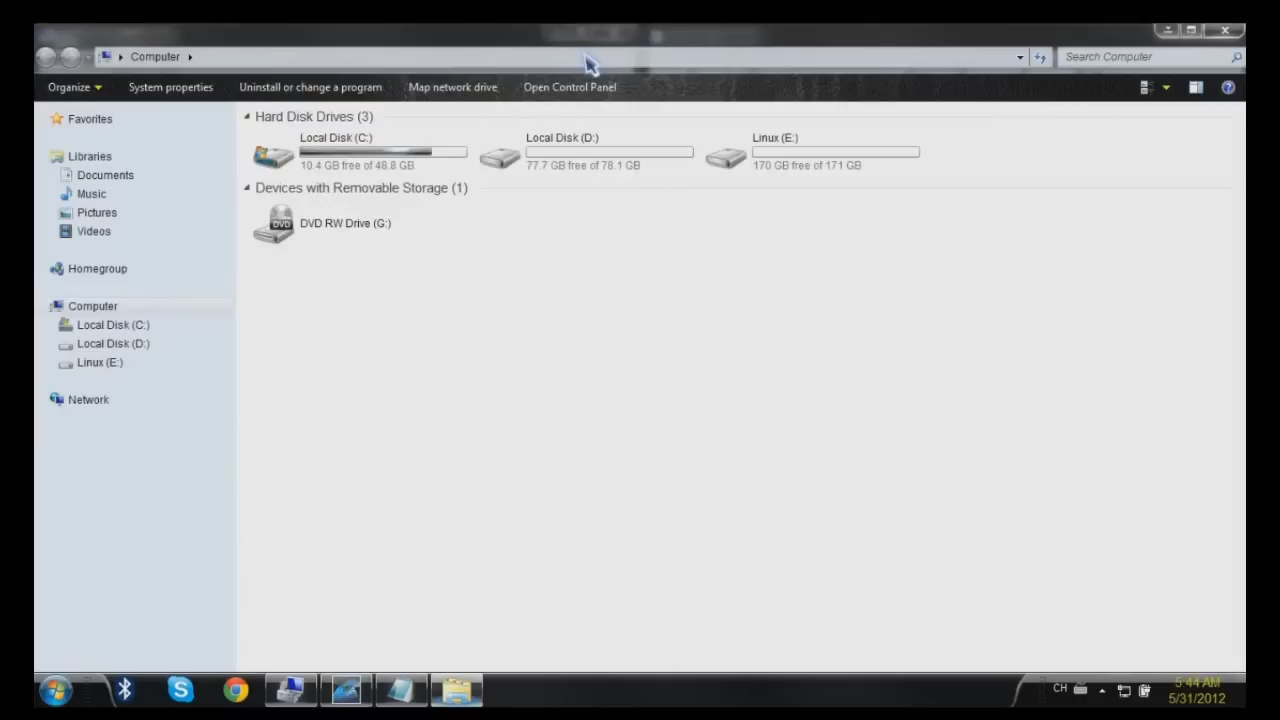 Computer
Search Computer
Organize
System properties
Uninstall or change a program
Map network drive
Open Control Panel
Favorites
Libraries
Documents
Music
Pictures
Videos
Homegroup
Computer
Local Disk (C:)
Local Disk (D:)
Linux (E:)
Network
Hard Disk Drives (3)
Local Disk (C:)
10.4 GB free of 48.8 GB
Local Disk (D:)
77.7 GB free of 78.1 GB
Linux (E:)
170 GB free of 171 GB
Devices with Removable Storage (1)
DVD
DVD RW Drive (G:)
CH
5:44 AM
5/31/2012